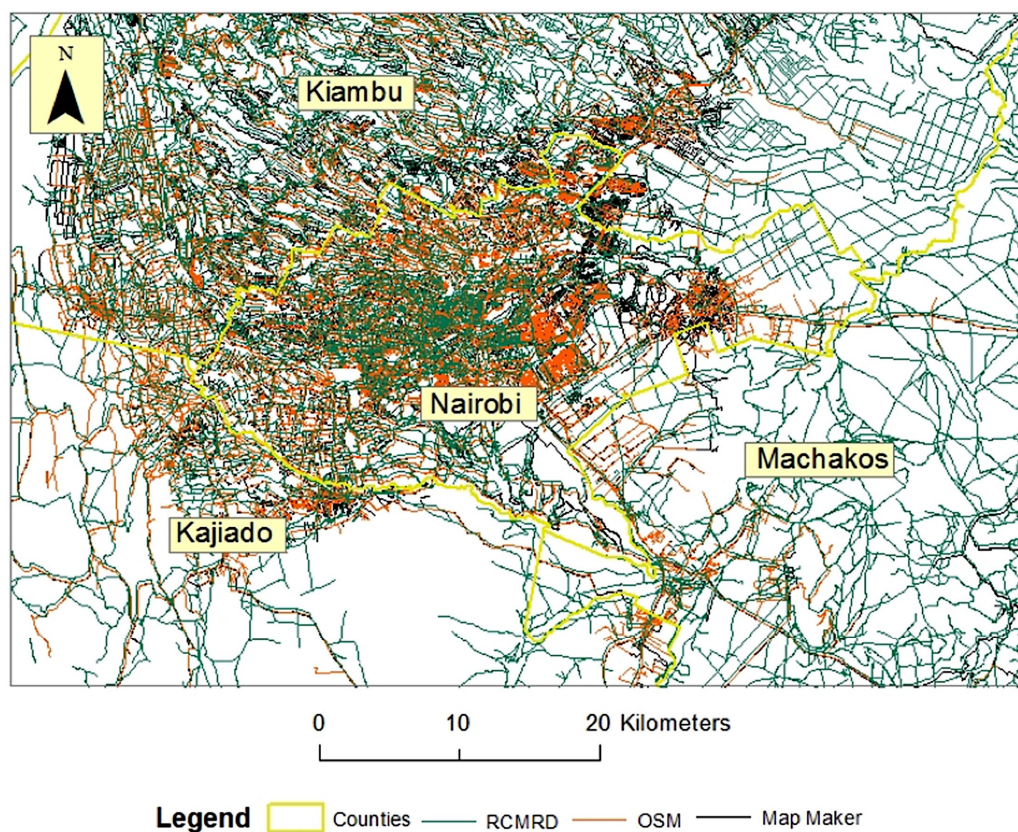 N
Kiambu
Nairobi
Machakos
Kajiado
0 10 20 Kilometers
Legend Counties RCMRD OSM Map Maker